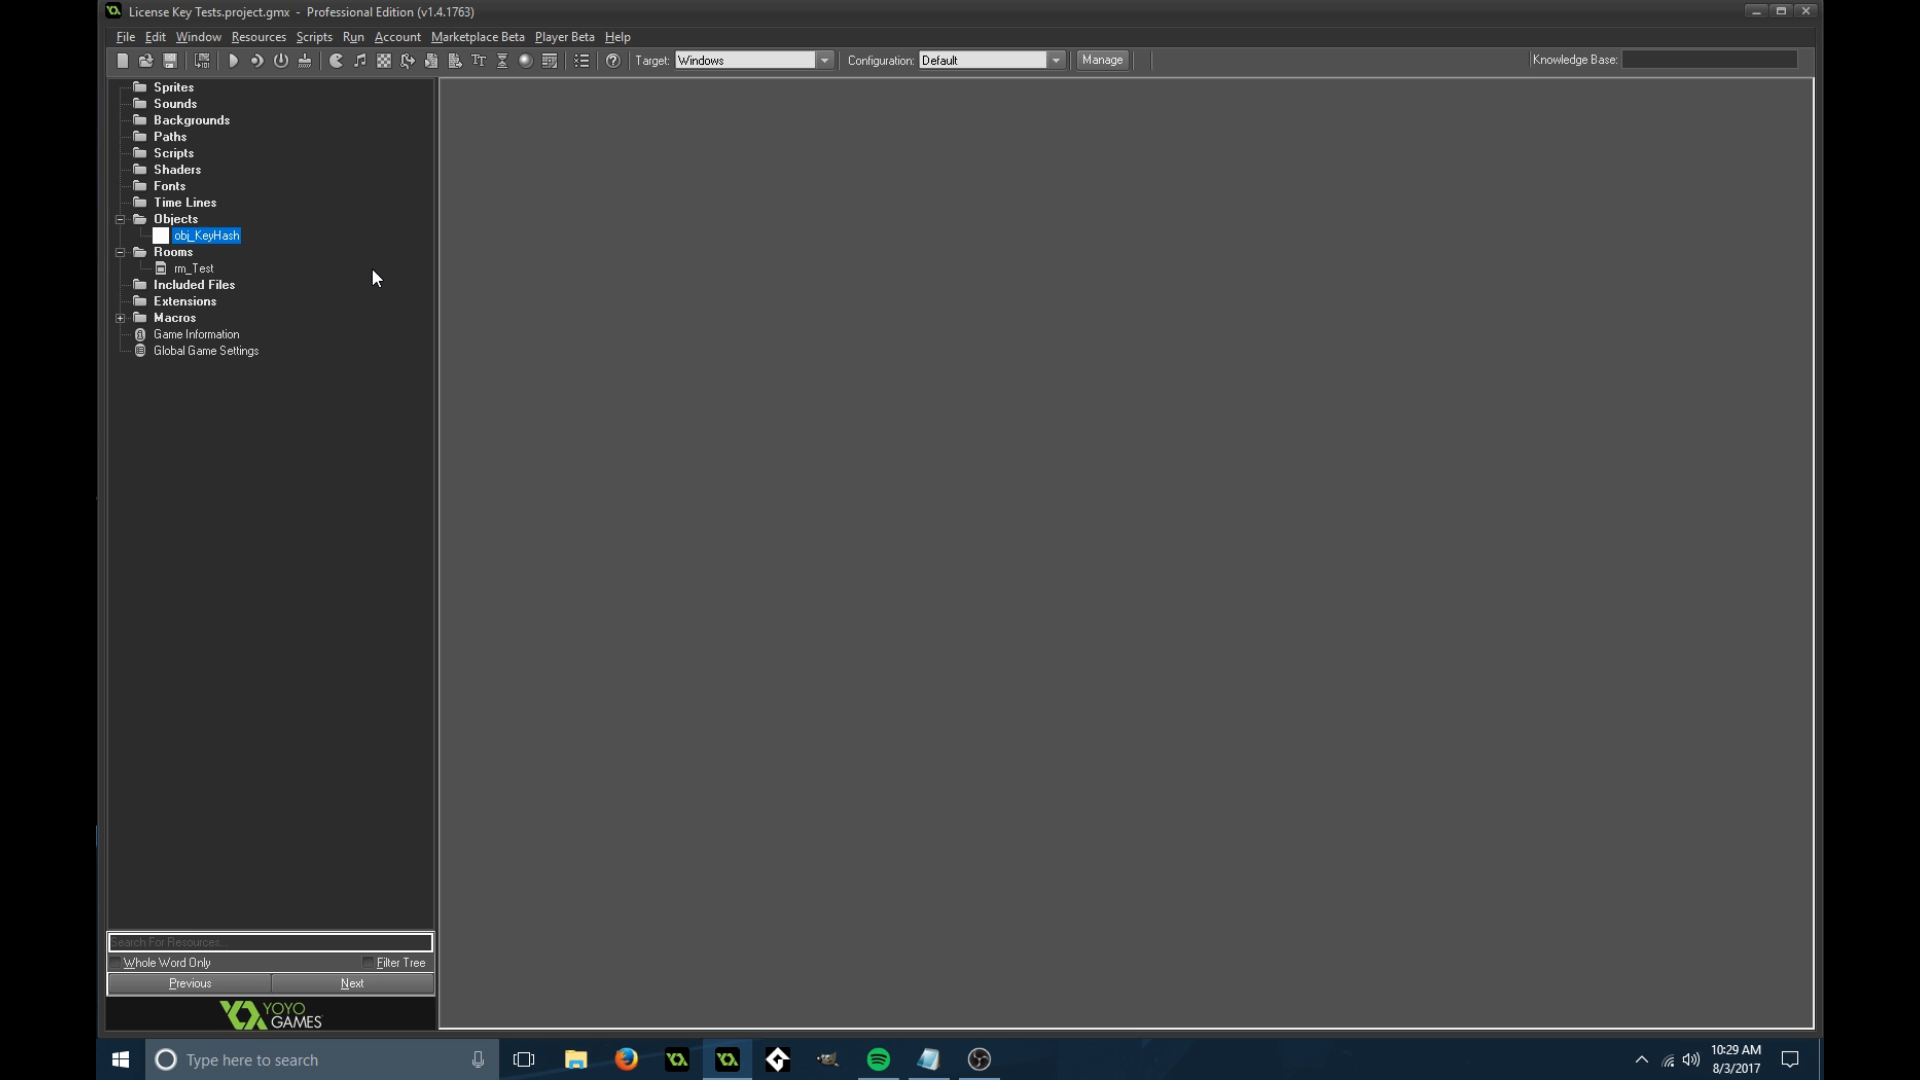 License Key Tests.project.gmx - Professional Edition (v1.4.1763)
File Edit Window Resources Scripts Run Account Marketplace Beta Player Beta Help
Target: Windows Configuration: Default Manage Knowledge Base:
Sprites
Sounds
Backgrounds
Paths
Scripts
Shaders
Fonts
Time Lines
Objects
obj_KeyHash
Rooms
rm_Test
Included Files
Extensions
Macros
Game Information
Global Game Settings
Search For Resources...
Whole Word Only Filter Tree
Previous Next
YOYO
GAMES
Type here to search
10:29 AM
8/3/2017